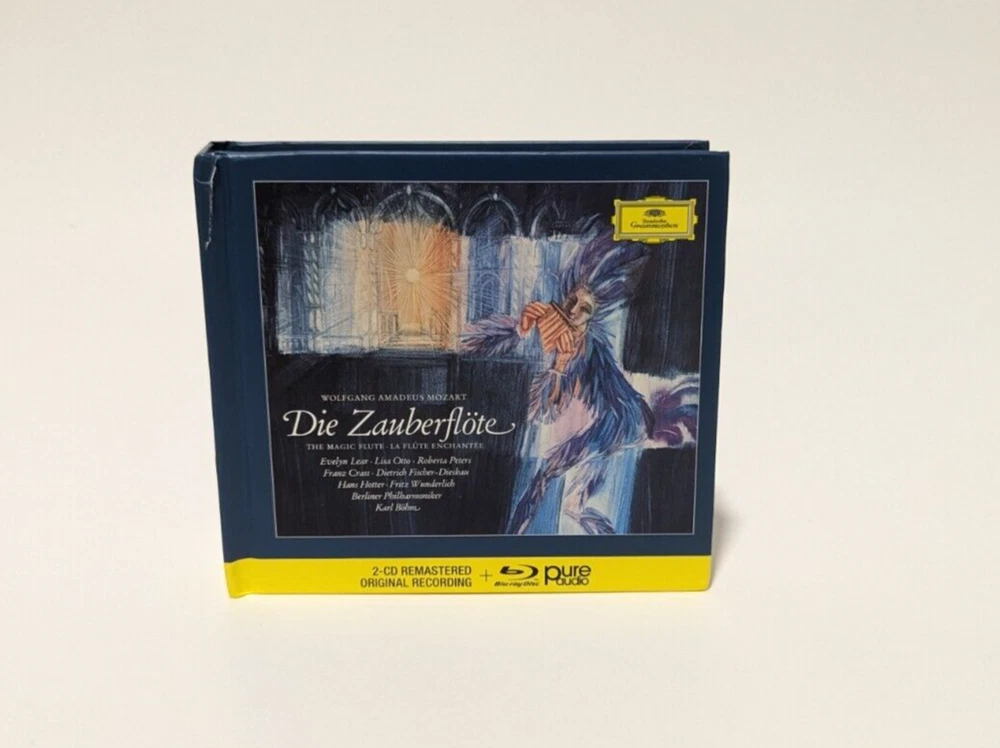 Deutsche
Grammophon
WOLFGANG AMADEUS MOZART
Die Zauberflöte
THE MAGIC FLUTE · LA FLÛTE ENCHANTÉE
Evelyn Lear · Lisa Otto · Roberta Peters
Franz Crass · Dietrich Fischer-Dieskau
Hans Hotter · Fritz Wunderlich
Berliner Philharmoniker
Karl Böhm
2-CD REMASTERED
ORIGINAL RECORDING
+
Blu-ray Disc
pure
audio